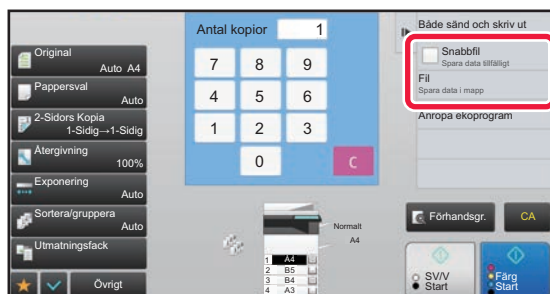 Original
Auto A4
Pappersval
Auto
2-Sidors Kopia
1-Sidig→1-Sidig
Återgivning
100%
Exponering
Auto
Sortera/gruppera
Auto
Utmatningsfack
Övrigt
Antal kopior 1
7 8 9
4 5 6
1 2 3
0 C
Normalt
A4
1 A4
2 B5
3 B4
4 A3
Både sänd och skriv ut
Snabbfil
Spara data tillfälligt
Fil
Spara data i mapp
Anropa ekoprogram
Förhandsgr. CA
SV/V
Start
Färg
Start